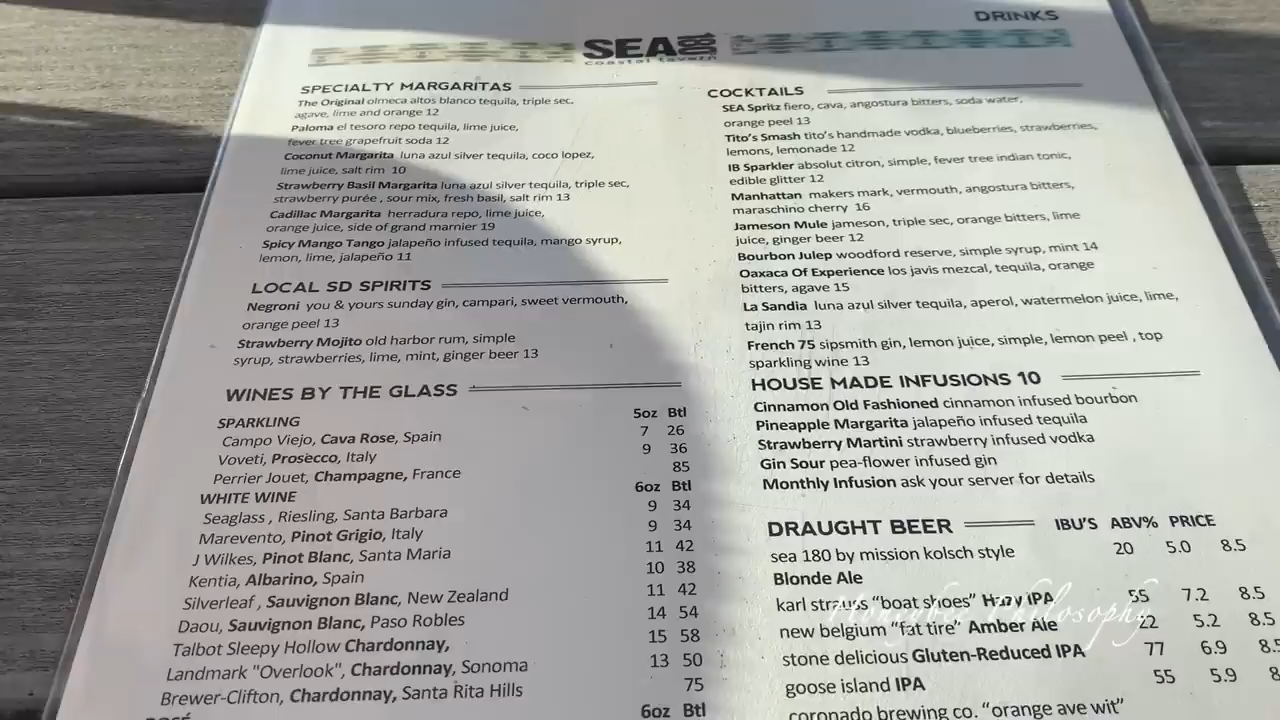 DRINKS
SEA180
coastal tavern
SPECIALTY MARGARITAS
The Original olmeca altos blanco tequila, triple sec,
agave, lime and orange 12
Paloma el tesoro repo tequila, lime juice,
fever tree grapefruit soda 12
Coconut Margarita luna azul silver tequila, coco lopez,
lime juice, salt rim 10
Strawberry Basil Margarita luna azul silver tequila, triple sec,
strawberry purée , sour mix, fresh basil, salt rim 13
Cadillac Margarita herradura repo, lime juice,
orange juice, side of grand marnier 19
Spicy Mango Tango jalapeño infused tequila, mango syrup,
lemon, lime, jalapeño 11
LOCAL SD SPIRITS
Negroni you & yours sunday gin, campari, sweet vermouth,
orange peel 13
Strawberry Mojito old harbor rum, simple
syrup, strawberries, lime, mint, ginger beer 13
WINES BY THE GLASS
SPARKLING 5oz Btl
Campo Viejo, Cava Rose, Spain 7 26
Voveti, Prosecco, Italy 9 36
Perrier Jouet, Champagne, France 85
WHITE WINE 6oz Btl
Seaglass , Riesling, Santa Barbara 9 34
Marevento, Pinot Grigio, Italy 9 34
J Wilkes, Pinot Blanc, Santa Maria 11 42
Kentia, Albarino, Spain 10 38
Silverleaf , Sauvignon Blanc, New Zealand 11 42
Daou, Sauvignon Blanc, Paso Robles 14 54
Talbot Sleepy Hollow Chardonnay, 15 58
Landmark "Overlook", Chardonnay, Sonoma 13 50
Brewer-Clifton, Chardonnay, Santa Rita Hills 75
ROSÉ 6oz Btl
COCKTAILS
SEA Spritz fiero, cava, angostura bitters, soda water,
orange peel 13
Tito's Smash tito's handmade vodka, blueberries, strawberries,
lemons, lemonade 12
IB Sparkler absolut citron, simple, fever tree indian tonic,
edible glitter 12
Manhattan makers mark, vermouth, angostura bitters,
maraschino cherry 16
Jameson Mule jameson, triple sec, orange bitters, lime
juice, ginger beer 12
Bourbon Julep woodford reserve, simple syrup, mint 14
Oaxaca Of Experience los javis mezcal, tequila, orange
bitters, agave 15
La Sandia luna azul silver tequila, aperol, watermelon juice, lime,
tajin rim 13
French 75 sipsmith gin, lemon juice, simple, lemon peel , top
sparkling wine 13
HOUSE MADE INFUSIONS 10
Cinnamon Old Fashioned cinnamon infused bourbon
Pineapple Margarita jalapeño infused tequila
Strawberry Martini strawberry infused vodka
Gin Sour pea-flower infused gin
Monthly Infusion ask your server for details
DRAUGHT BEER IBU'S ABV% PRICE
sea 180 by mission kolsch style 20 5.0 8.5
Blonde Ale
karl strauss "boat shoes" Hazy IPA 55 7.2 8.5
new belgium "fat tire" Amber Ale 22 5.2 8.5
stone delicious Gluten-Reduced IPA 77 6.9 8.5
goose island IPA 55 5.9
coronado brewing co. "orange ave wit"
Honeybee Philosophy